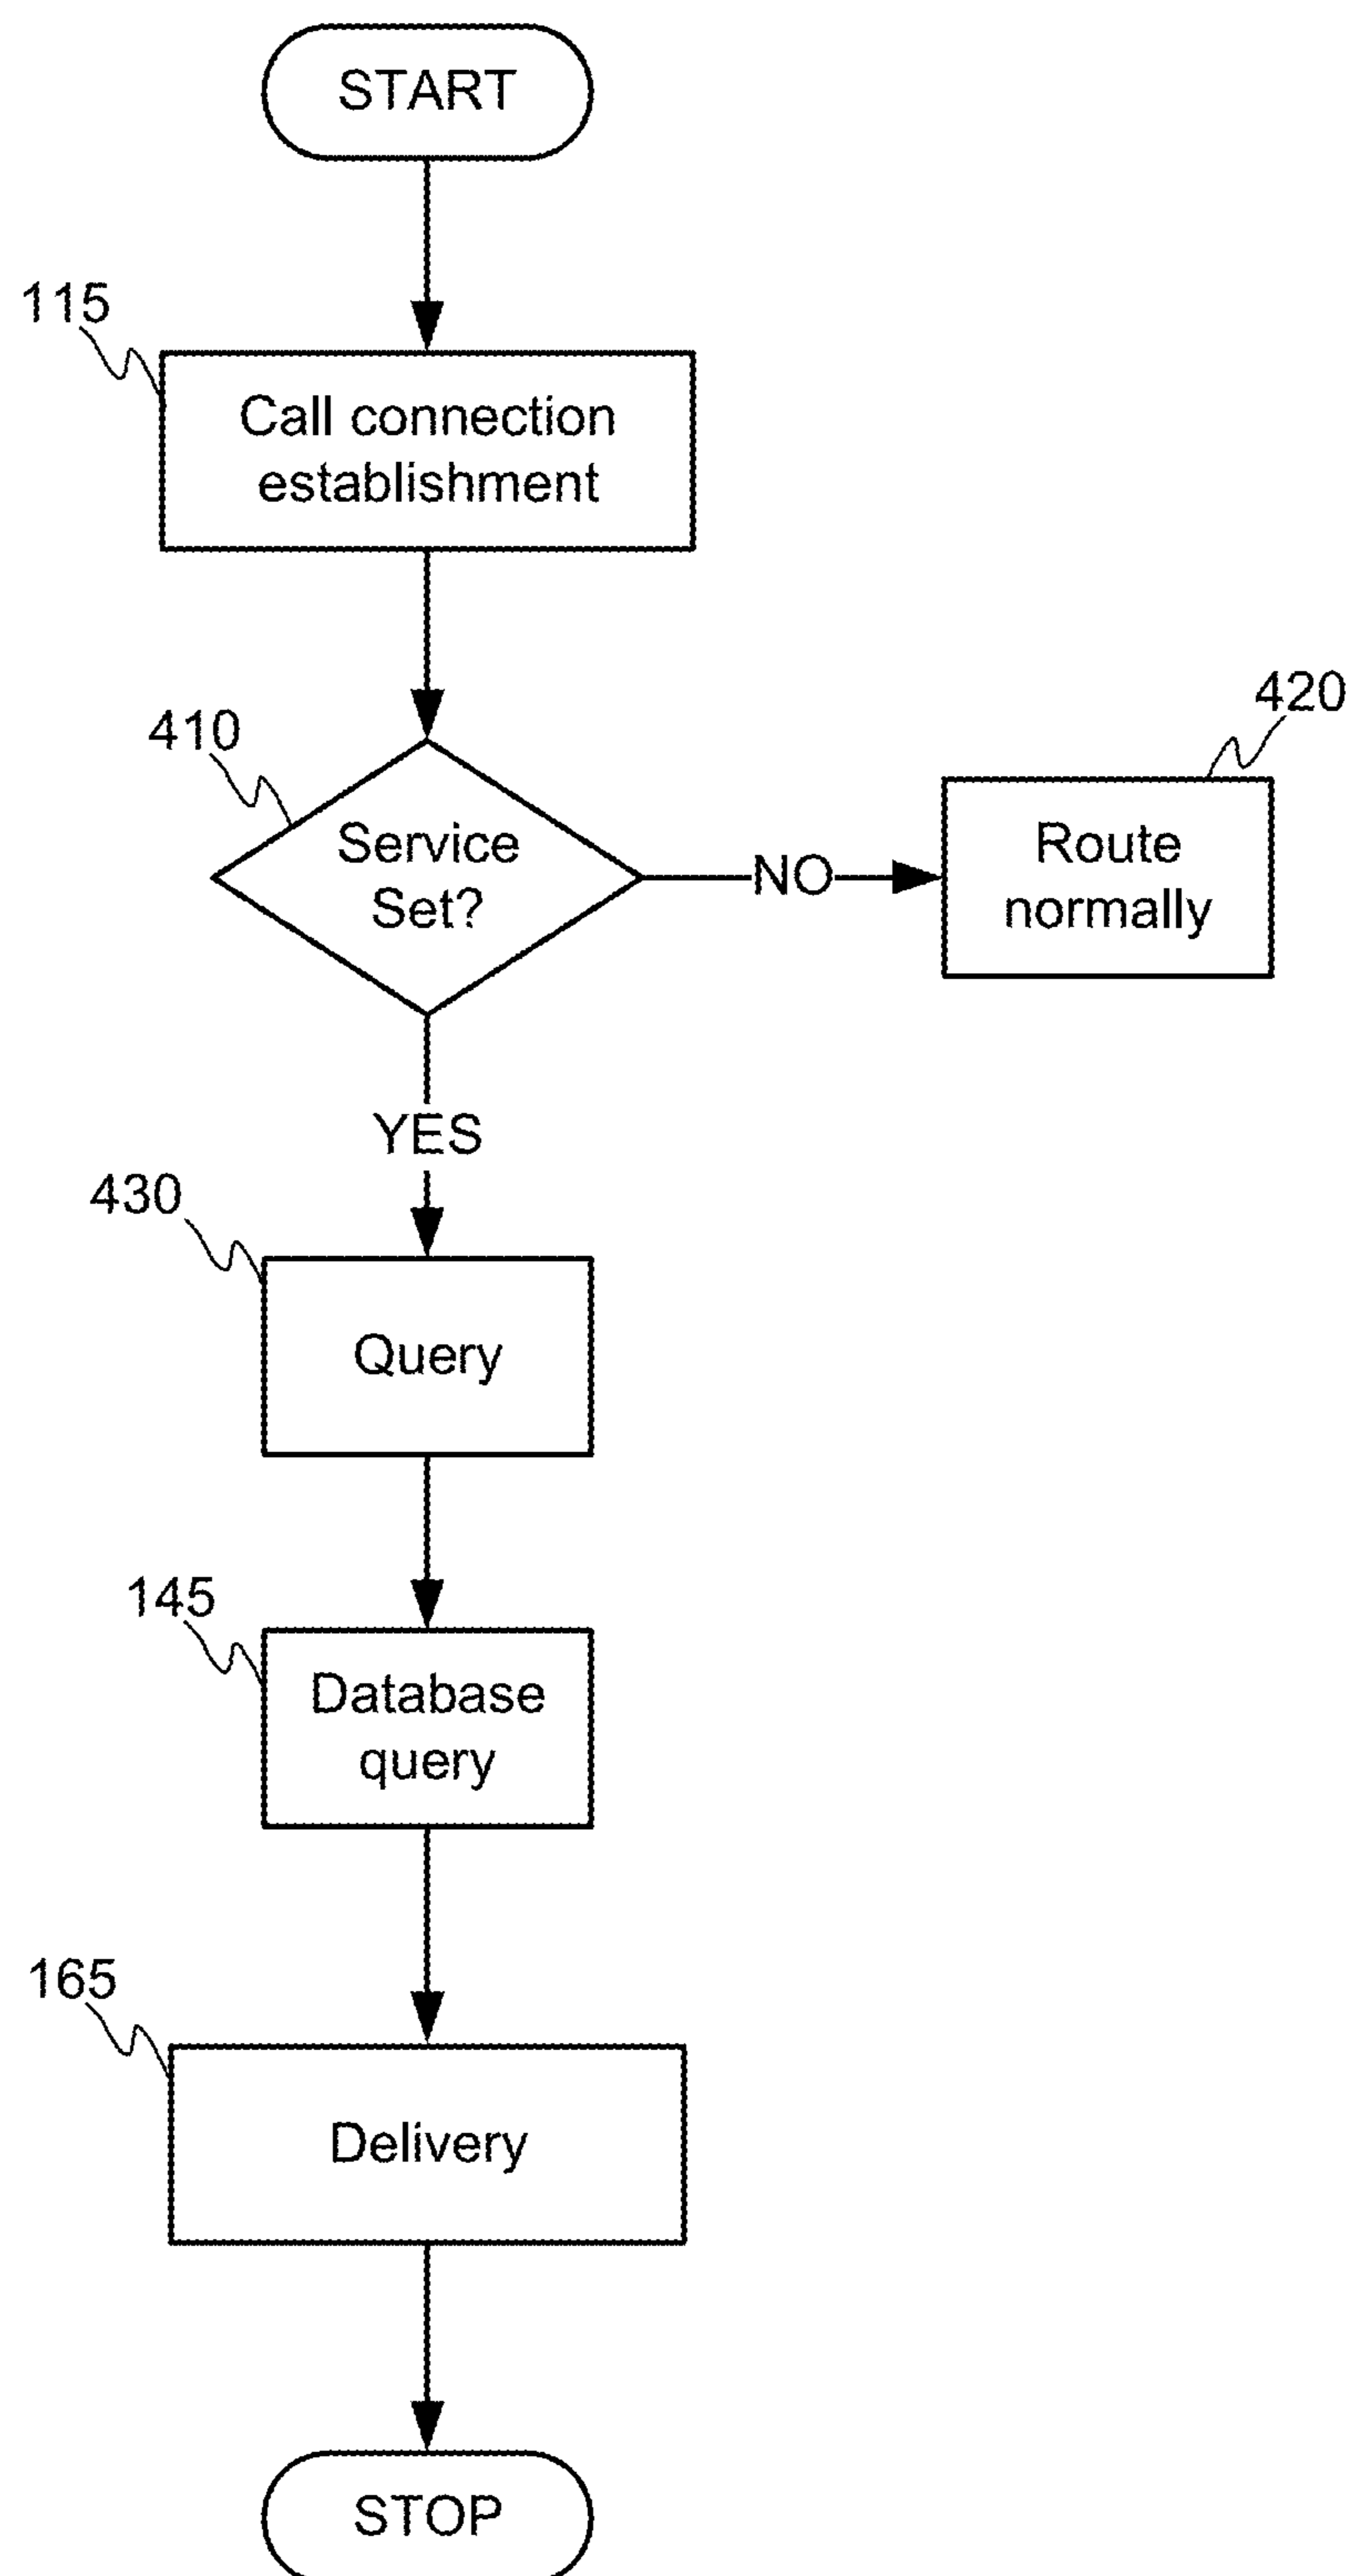 START
115
Call connection
establishment
410
Service
Set?
NO
420
Route
normally
YES
430
Query
145
Database
query
165
Delivery
STOP